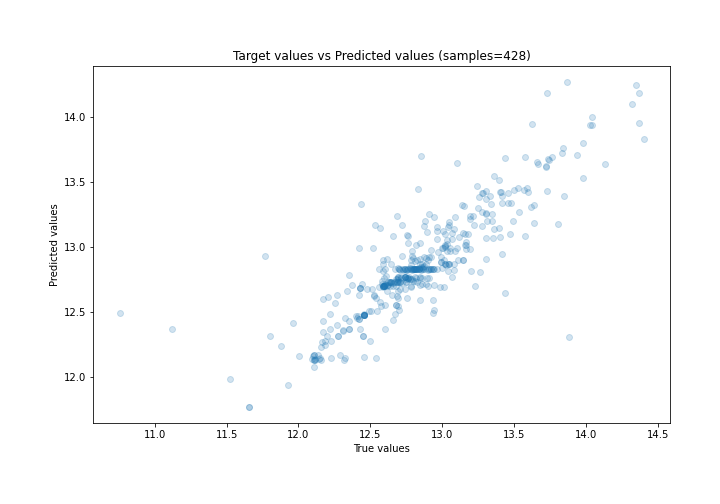 Target values vs Predicted values (samples=428)
14.0
13.5
13.0
12.5
12.0
Predicted values
11.0 11.5 12.0 12.5 13.0 13.5 14.0 14.5
True values